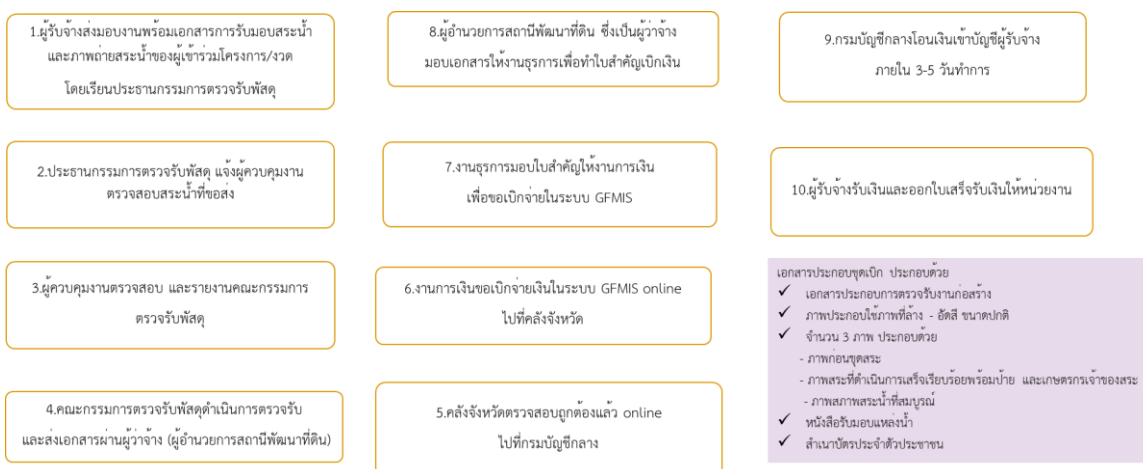 1.ผู้รับจ้างส่งมอบงานพร้อมเอกสารการรับมอบสระน้ำ
และภาพถ่ายสระน้ำของผู้เข้าร่วมโครงการ/งวด
โดยเรียนประธานกรรมการตรวจรับพัสดุ
2.ประธานกรรมการตรวจรับพัสดุ แจ้งผู้ควบคุมงาน
ตรวจสอบสระน้ำที่ขอส่ง
3.ผู้ควบคุมงานตรวจสอบ และรายงานคณะกรรมการ
ตรวจรับพัสดุ
4.คณะกรรมการตรวจรับพัสดุดำเนินการตรวจรับ
และส่งเอกสารผ่านผู้ว่าจ้าง (ผู้อำนวยการสถานีพัฒนาที่ดิน)
8.ผู้อำนวยการสถานีพัฒนาที่ดิน ซึ่งเป็นผู้ว่าจ้าง
มอบเอกสารให้งานธุรการเพื่อทำใบสำคัญเบิกเงิน
7.งานธุรการมอบใบสำคัญให้งานการเงิน
เพื่อขอเบิกจ่ายในระบบ GFMIS
6.งานการเงินขอเบิกจ่ายเงินในระบบ GFMIS online
ไปที่คลังจังหวัด
5.คลังจังหวัดตรวจสอบถูกต้องแล้ว online
ไปที่กรมบัญชีกลาง
9.กรมบัญชีกลางโอนเงินเข้าบัญชีผู้รับจ้าง
ภายใน 3-5 วันทำการ
10.ผู้รับจ้างรับเงินและออกใบเสร็จรับเงินให้หน่วยงาน
เอกสารประกอบชุดเบิก ประกอบด้วย
✓ เอกสารประกอบการตรวจรับงานก่อสร้าง
✓ ภาพประกอบใช้ภาพที่ล้าง - อัดสี ขนาดปกติ
✓ จำนวน 3 ภาพ ประกอบด้วย
- ภาพก่อนขุดสระ
- ภาพสระที่ดำเนินการเสร็จเรียบร้อยพร้อมป้าย และเกษตรกรเจ้าของสระ
- ภาพสภาพสระน้ำที่สมบูรณ์
✓ หนังสือรับมอบแหล่งน้ำ
✓ สำเนาบัตรประจำตัวประชาชน